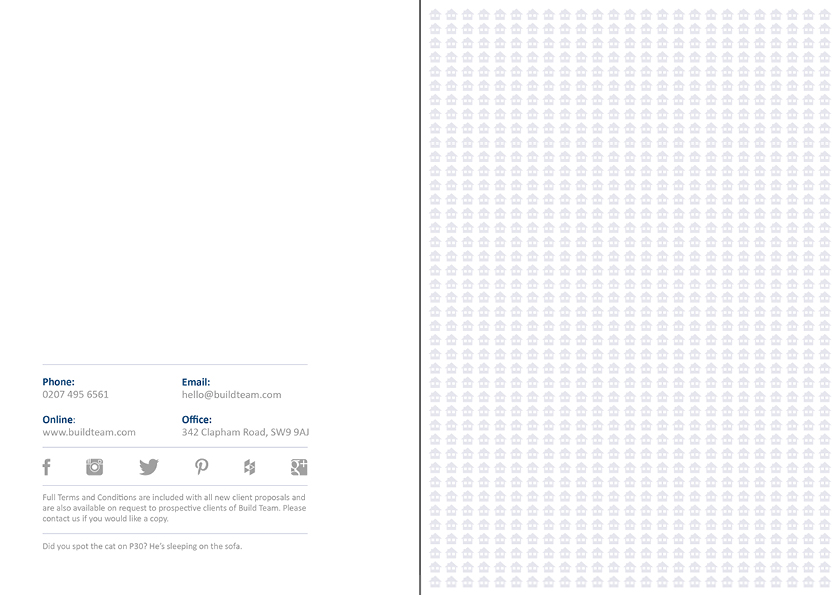 Phone:
0207 495 6561
Email:
hello@buildteam.com
Online:
www.buildteam.com
Office:
342 Clapham Road, SW9 9AJ
Full Terms and Conditions are included with all new client proposals and
are also available on request to prospective clients of Build Team. Please
contact us if you would like a copy.
Did you spot the cat on P30? He's sleeping on the sofa.